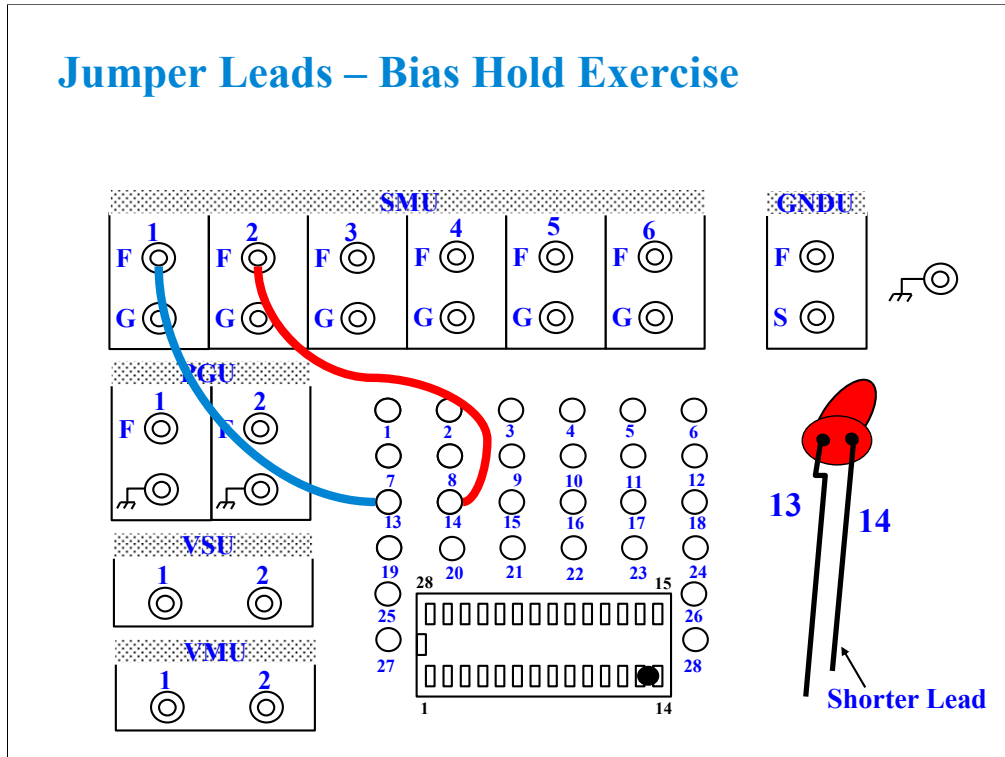 Jumper Leads – Bias Hold Exercise
SMU
GNDU
1 2 3 4 5 6
F F F F F F F
G G G G G G S
PGU
1 2
F F
1 2 3 4 5 6
7 8 9 10 11 12
13 14 15 16 17 18
19 20 21 22 23 24
VSU
1 2
28 15
25 26
27 28
VMU
1 2
1 14
13 14
Shorter Lead